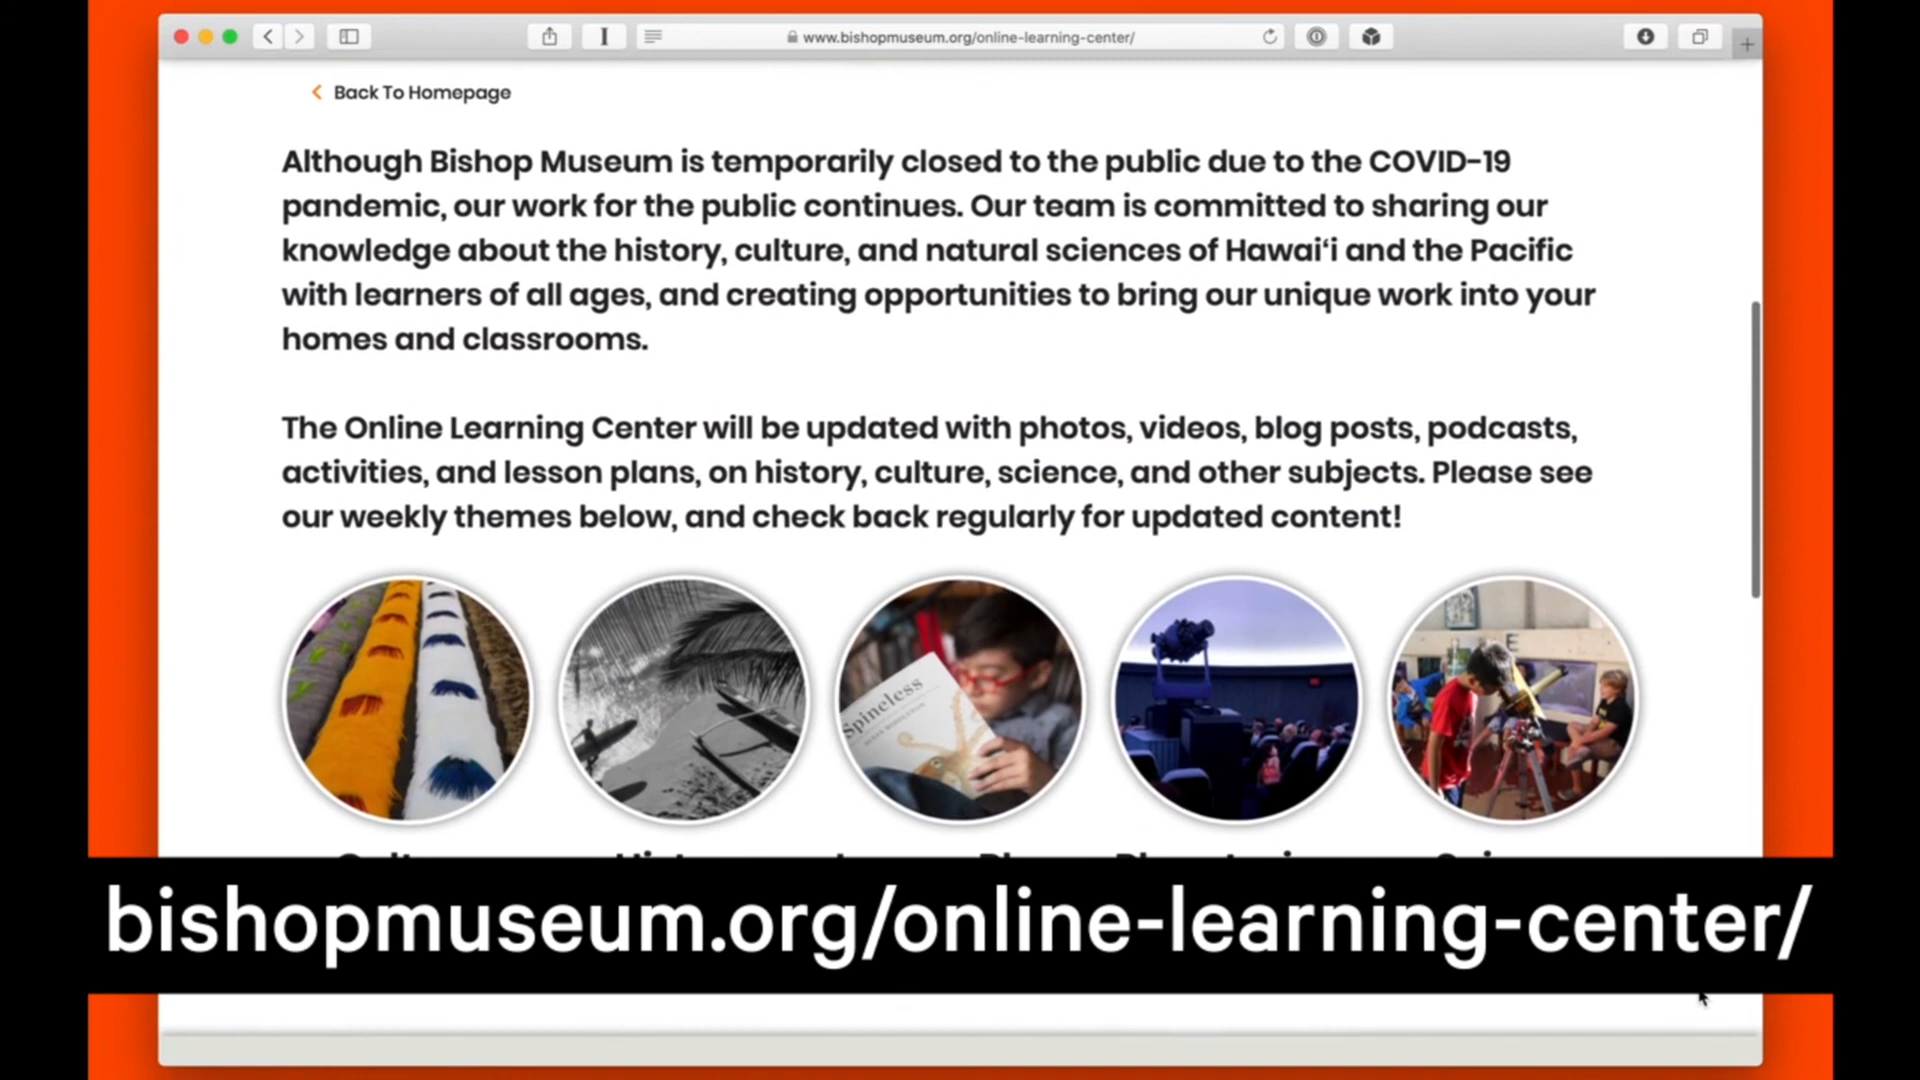 www.bishopmuseum.org/online-learning-center/
Back To Homepage
Although Bishop Museum is temporarily closed to the public due to the COVID-19
pandemic, our work for the public continues. Our team is committed to sharing our
knowledge about the history, culture, and natural sciences of Hawaiʻi and the Pacific
with learners of all ages, and creating opportunities to bring our unique work into your
homes and classrooms.
The Online Learning Center will be updated with photos, videos, blog posts, podcasts,
activities, and lesson plans, on history, culture, science, and other subjects. Please see
our weekly themes below, and check back regularly for updated content!
Spineless
bishopmuseum.org/online-learning-center/